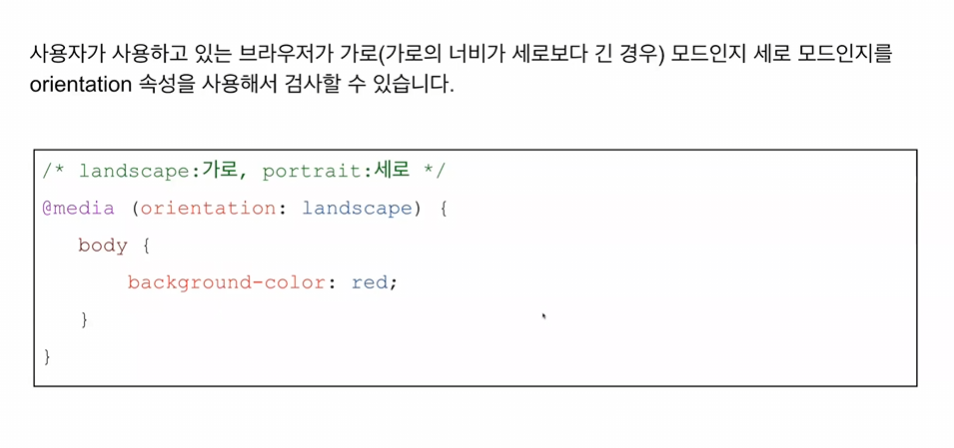 사용자가 사용하고 있는 브라우저가 가로(가로의 너비가 세로보다 긴 경우) 모드인지 세로 모드인지를
orientation 속성을 사용해서 검사할 수 있습니다.
/* landscape:가로, portrait:세로 */
@media (orientation: landscape) {
body {
background-color: red;
}
}